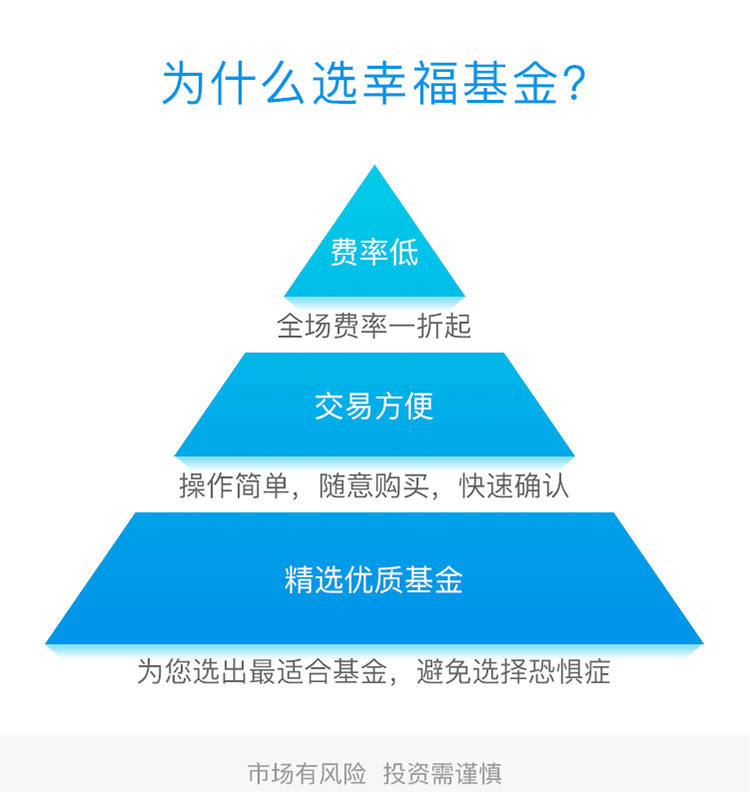 为什么选幸福基金?
费率低
全场费率一折起
交易方便
操作简单，随意购买，快速确认
精选优质基金
为您选出最适合基金，避免选择恐惧症
市场有风险 投资需谨慎